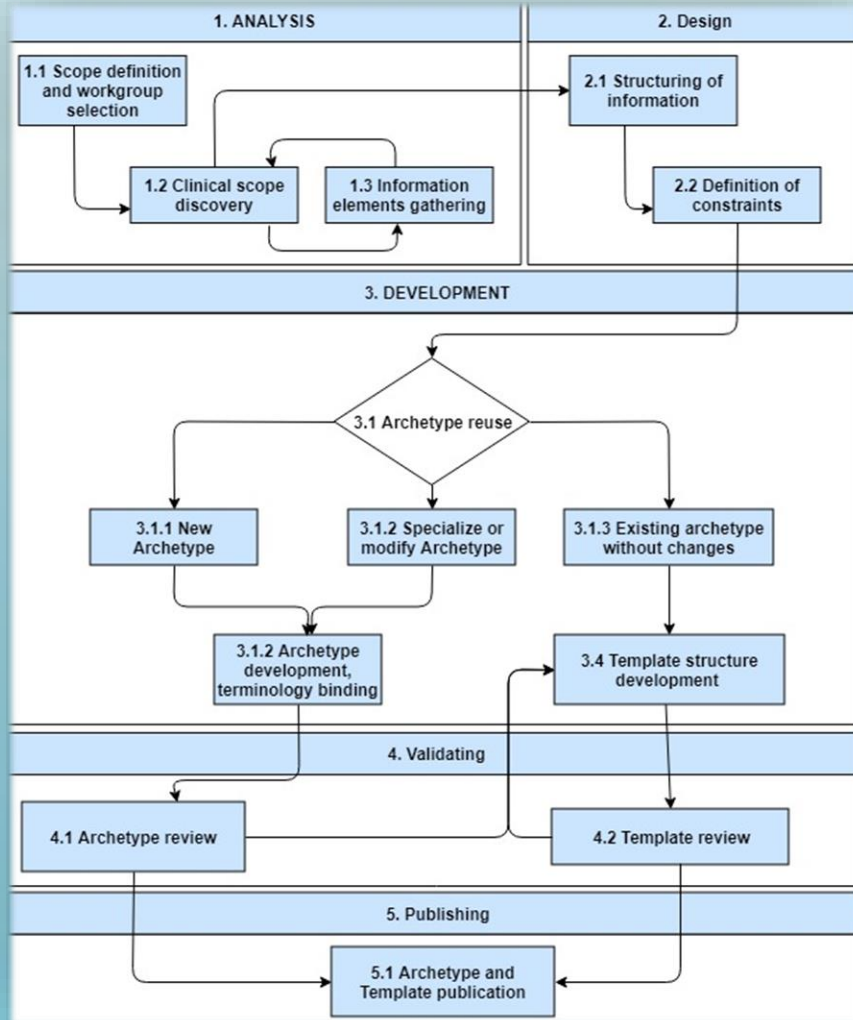 1. ANALYSIS
2. Design
1.1 Scope definition
and workgroup
selection
2.1 Structuring of
information
1.2 Clinical scope
discovery
1.3 Information
elements gathering
2.2 Definition of
constraints
3. DEVELOPMENT
3.1 Archetype reuse
3.1.1 New
Archetype
3.1.2 Specialize or
modify Archetype
3.1.3 Existing archetype
without changes
3.1.2 Archetype
development,
terminology binding
3.4 Template structure
development
4. Validating
4.1 Archetype review
4.2 Template review
5. Publishing
5.1 Archetype and
Template publication